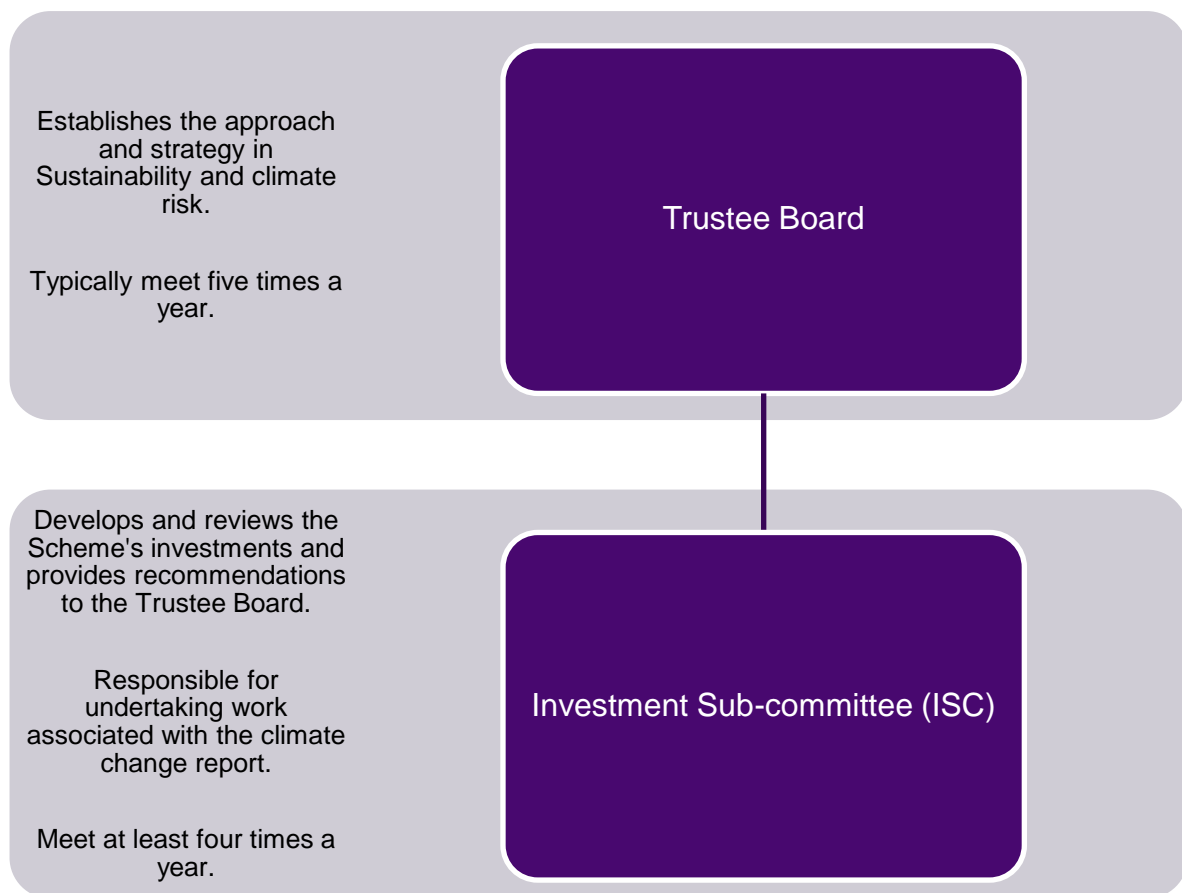 Establishes the approach
and strategy in
Sustainability and climate
risk.
Typically meet five times a
year.
Trustee Board
Develops and reviews the
Scheme's investments and
provides recommendations
to the Trustee Board.
Responsible for
undertaking work
associated with the climate
change report.
Meet at least four times a
year.
Investment Sub-committee (ISC)